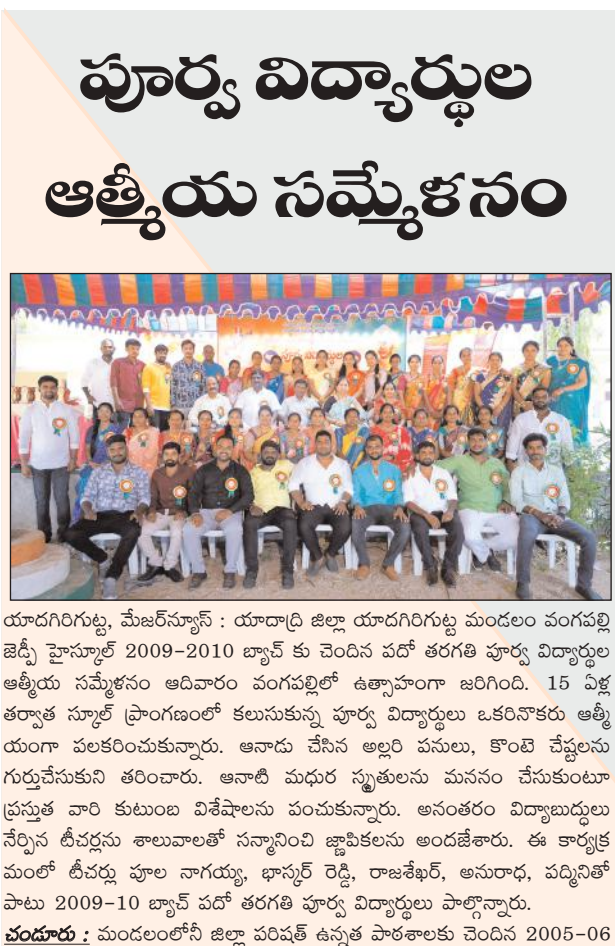 పూర్వ విద్యార్థుల
ఆత్మీయ సమ్మేళనం
యాదగిరిగుట్ట, మేజర్‌న్యూస్ : యాదాద్రి జిల్లా యాదగిరిగుట్ట మండలం వంగపల్లి
జెడ్పీ హైస్కూల్ 2009-2010 బ్యాచ్ కు చెందిన పదో తరగతి పూర్వ విద్యార్థుల
ఆత్మీయ సమ్మేళనం ఆదివారం వంగపల్లిలో ఉత్సాహంగా జరిగింది. 15 ఏళ్ల
తర్వాత స్కూల్ ప్రాంగణంలో కలుసుకున్న పూర్వ విద్యార్థులు ఒకరినొకరు ఆత్మీ
యంగా పలకరించుకున్నారు. ఆనాడు చేసిన అల్లరి పనులు, కొంటె చేష్టలను
గుర్తుచేసుకుని తరించారు. ఆనాటి మధుర స్మృతులను మననం చేసుకుంటూ
ప్రస్తుత వారి కుటుంబ విశేషాలను పంచుకున్నారు. అనంతరం విద్యాబుద్ధులు
నేర్పిన టీచర్లను శాలువాలతో సన్మానించి జ్ఞాపికలను అందజేశారు. ఈ కార్యక్ర
మంలో టీచర్లు పూల నాగయ్య, భాస్కర్ రెడ్డి, రాజశేఖర్, అనురాధ, పద్మినితో
పాటు 2009-10 బ్యాచ్ పదో తరగతి పూర్వ విద్యార్థులు పాల్గొన్నారు.
చండూరు : మండలంలోని జిల్లా పరిషత్ ఉన్నత పాఠశాలకు చెందిన 2005-06